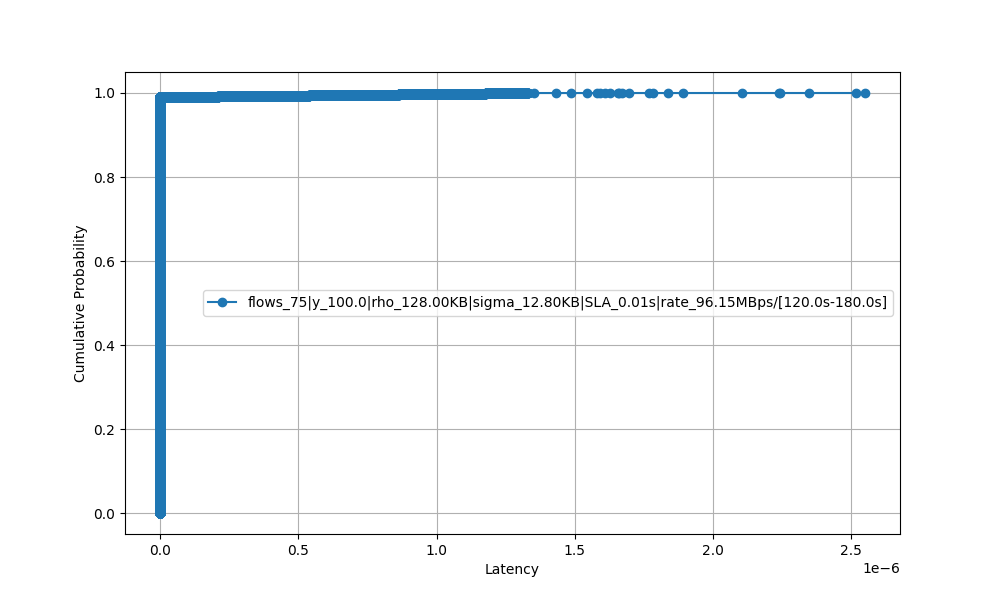 1.0
0.8
0.6
0.4
0.2
0.0
Cumulative Probability
flows_75|y_100.0|rho_128.00KB|sigma_12.80KB|SLA_0.01s|rate_96.15MBps/[120.0s-180.0s]
0.0 0.5 1.0 1.5 2.0 2.5
1e−6
Latency